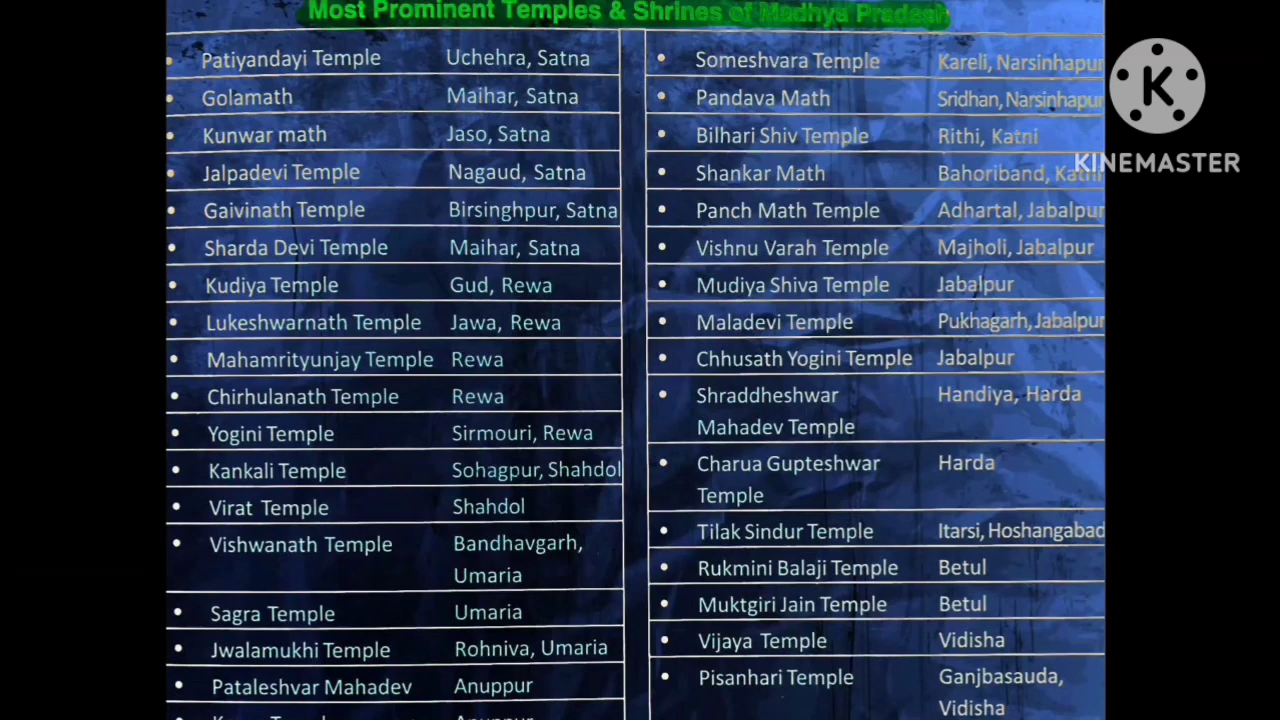 Most Prominent Temples & Shrines of Madhya Pradesh
• Patiyandayi Temple Uchehra, Satna
• Golamath Maihar, Satna
• Kunwar math Jaso, Satna
• Jalpadevi Temple Nagaud, Satna
• Gaivinath Temple Birsinghpur, Satna
• Sharda Devi Temple Maihar, Satna
• Kudiya Temple Gud, Rewa
• Lukeshwarnath Temple Jawa, Rewa
• Mahamrityunjay Temple Rewa
• Chirhulanath Temple Rewa
• Yogini Temple Sirmouri, Rewa
• Kankali Temple Sohagpur, Shahdol
• Virat Temple Shahdol
• Vishwanath Temple Bandhavgarh,
Umaria
• Sagra Temple Umaria
• Jwalamukhi Temple Rohniva, Umaria
• Pataleshvar Mahadev Anuppur
• Someshvara Temple Kareli, Narsinhapur
• Pandava Math Sridhan, Narsinhapur
• Bilhari Shiv Temple Rithi, Katni
• Shankar Math Bahoriband, Katni
• Panch Math Temple Adhartal, Jabalpur
• Vishnu Varah Temple Majholi, Jabalpur
• Mudiya Shiva Temple Jabalpur
• Maladevi Temple Pukhagarh, Jabalpur
• Chhusath Yogini Temple Jabalpur
• Shraddheshwar Handiya, Harda
Mahadev Temple
• Charua Gupteshwar Harda
Temple
• Tilak Sindur Temple Itarsi, Hoshangabad
• Rukmini Balaji Temple Betul
• Muktgiri Jain Temple Betul
• Vijaya Temple Vidisha
• Pisanhari Temple Ganjbasauda,
Vidisha
K
KINEMASTER